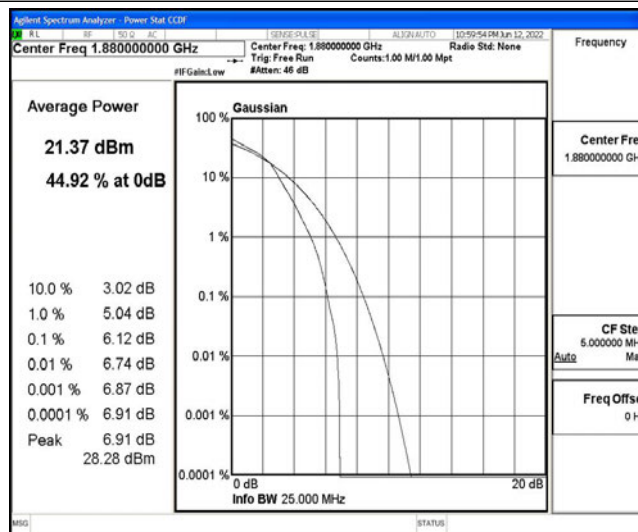 Agilent Spectrum Analyzer - Power Stat CCDF
RL RF 50 Ω AC SENSE:PULSE ALIGN:AUTO 10:59:54 PM Jun 12, 2022
Center Freq 1.880000000 GHz
Center Freq: 1.880000000 GHz Radio Std: None
Trig: Free Run Counts:1.00 M/1.00 Mpt
#IFGain:Low #Atten: 46 dB
Frequency
Average Power
21.37 dBm
44.92 % at 0dB
10.0 % 3.02 dB
1.0 % 5.04 dB
0.1 % 6.12 dB
0.01 % 6.74 dB
0.001 % 6.87 dB
0.0001 % 6.91 dB
Peak 6.91 dB
28.28 dBm
Gaussian
100 %
10 %
1 %
0.1 %
0.01 %
0.001 %
0.0001 %
0 dB 20 dB
Info BW 25.000 MHz
Center Fre
1.880000000 GH
CF Ste
5.000000 MH
Auto Ma
Freq Offse
0 H
MSG STATUS